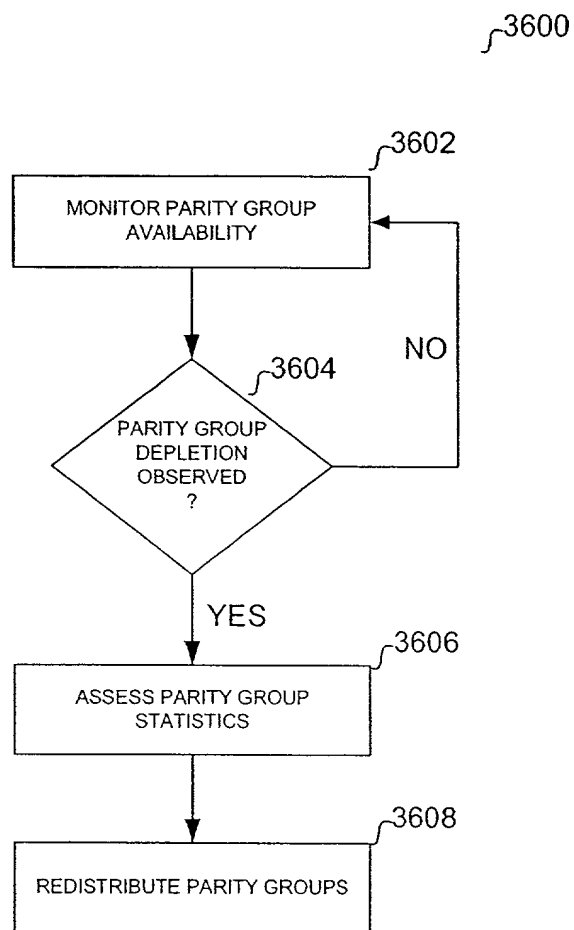 3600
3602
MONITOR PARITY GROUP
AVAILABILITY
NO
3604
PARITY GROUP
DEPLETION
OBSERVED
?
YES
3606
ASSESS PARITY GROUP
STATISTICS
3608
REDISTRIBUTE PARITY GROUPS